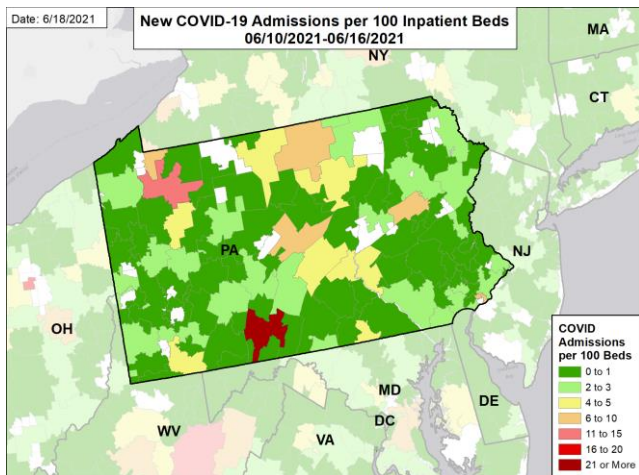 Date: 6/18/2021
New COVID-19 Admissions per 100 Inpatient Beds
06/10/2021-06/16/2021
MA
NY
CT
PA
NJ
OH
MD
DE
WV
DC
VA
COVID
Admissions
per 100 Beds
0 to 1
2 to 3
4 to 5
6 to 10
11 to 15
16 to 20
21 or More